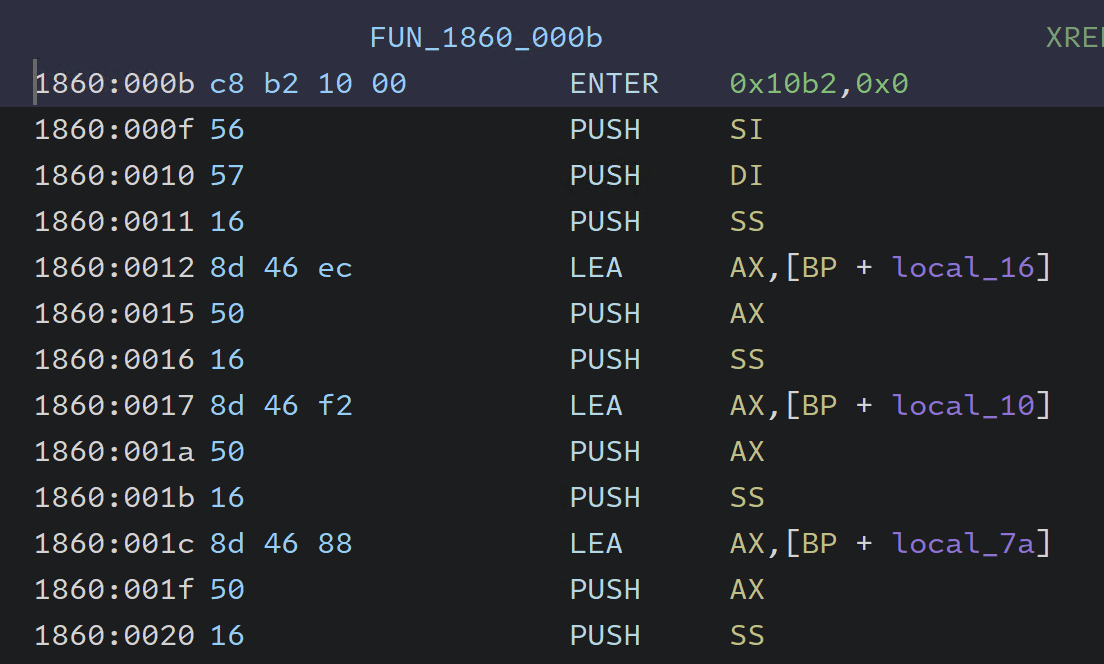 FUN_1860_000b XREF
1860:000b c8 b2 10 00 ENTER 0x10b2,0x0
1860:000f 56 PUSH SI
1860:0010 57 PUSH DI
1860:0011 16 PUSH SS
1860:0012 8d 46 ec LEA AX,[BP + local_16]
1860:0015 50 PUSH AX
1860:0016 16 PUSH SS
1860:0017 8d 46 f2 LEA AX,[BP + local_10]
1860:001a 50 PUSH AX
1860:001b 16 PUSH SS
1860:001c 8d 46 88 LEA AX,[BP + local_7a]
1860:001f 50 PUSH AX
1860:0020 16 PUSH SS